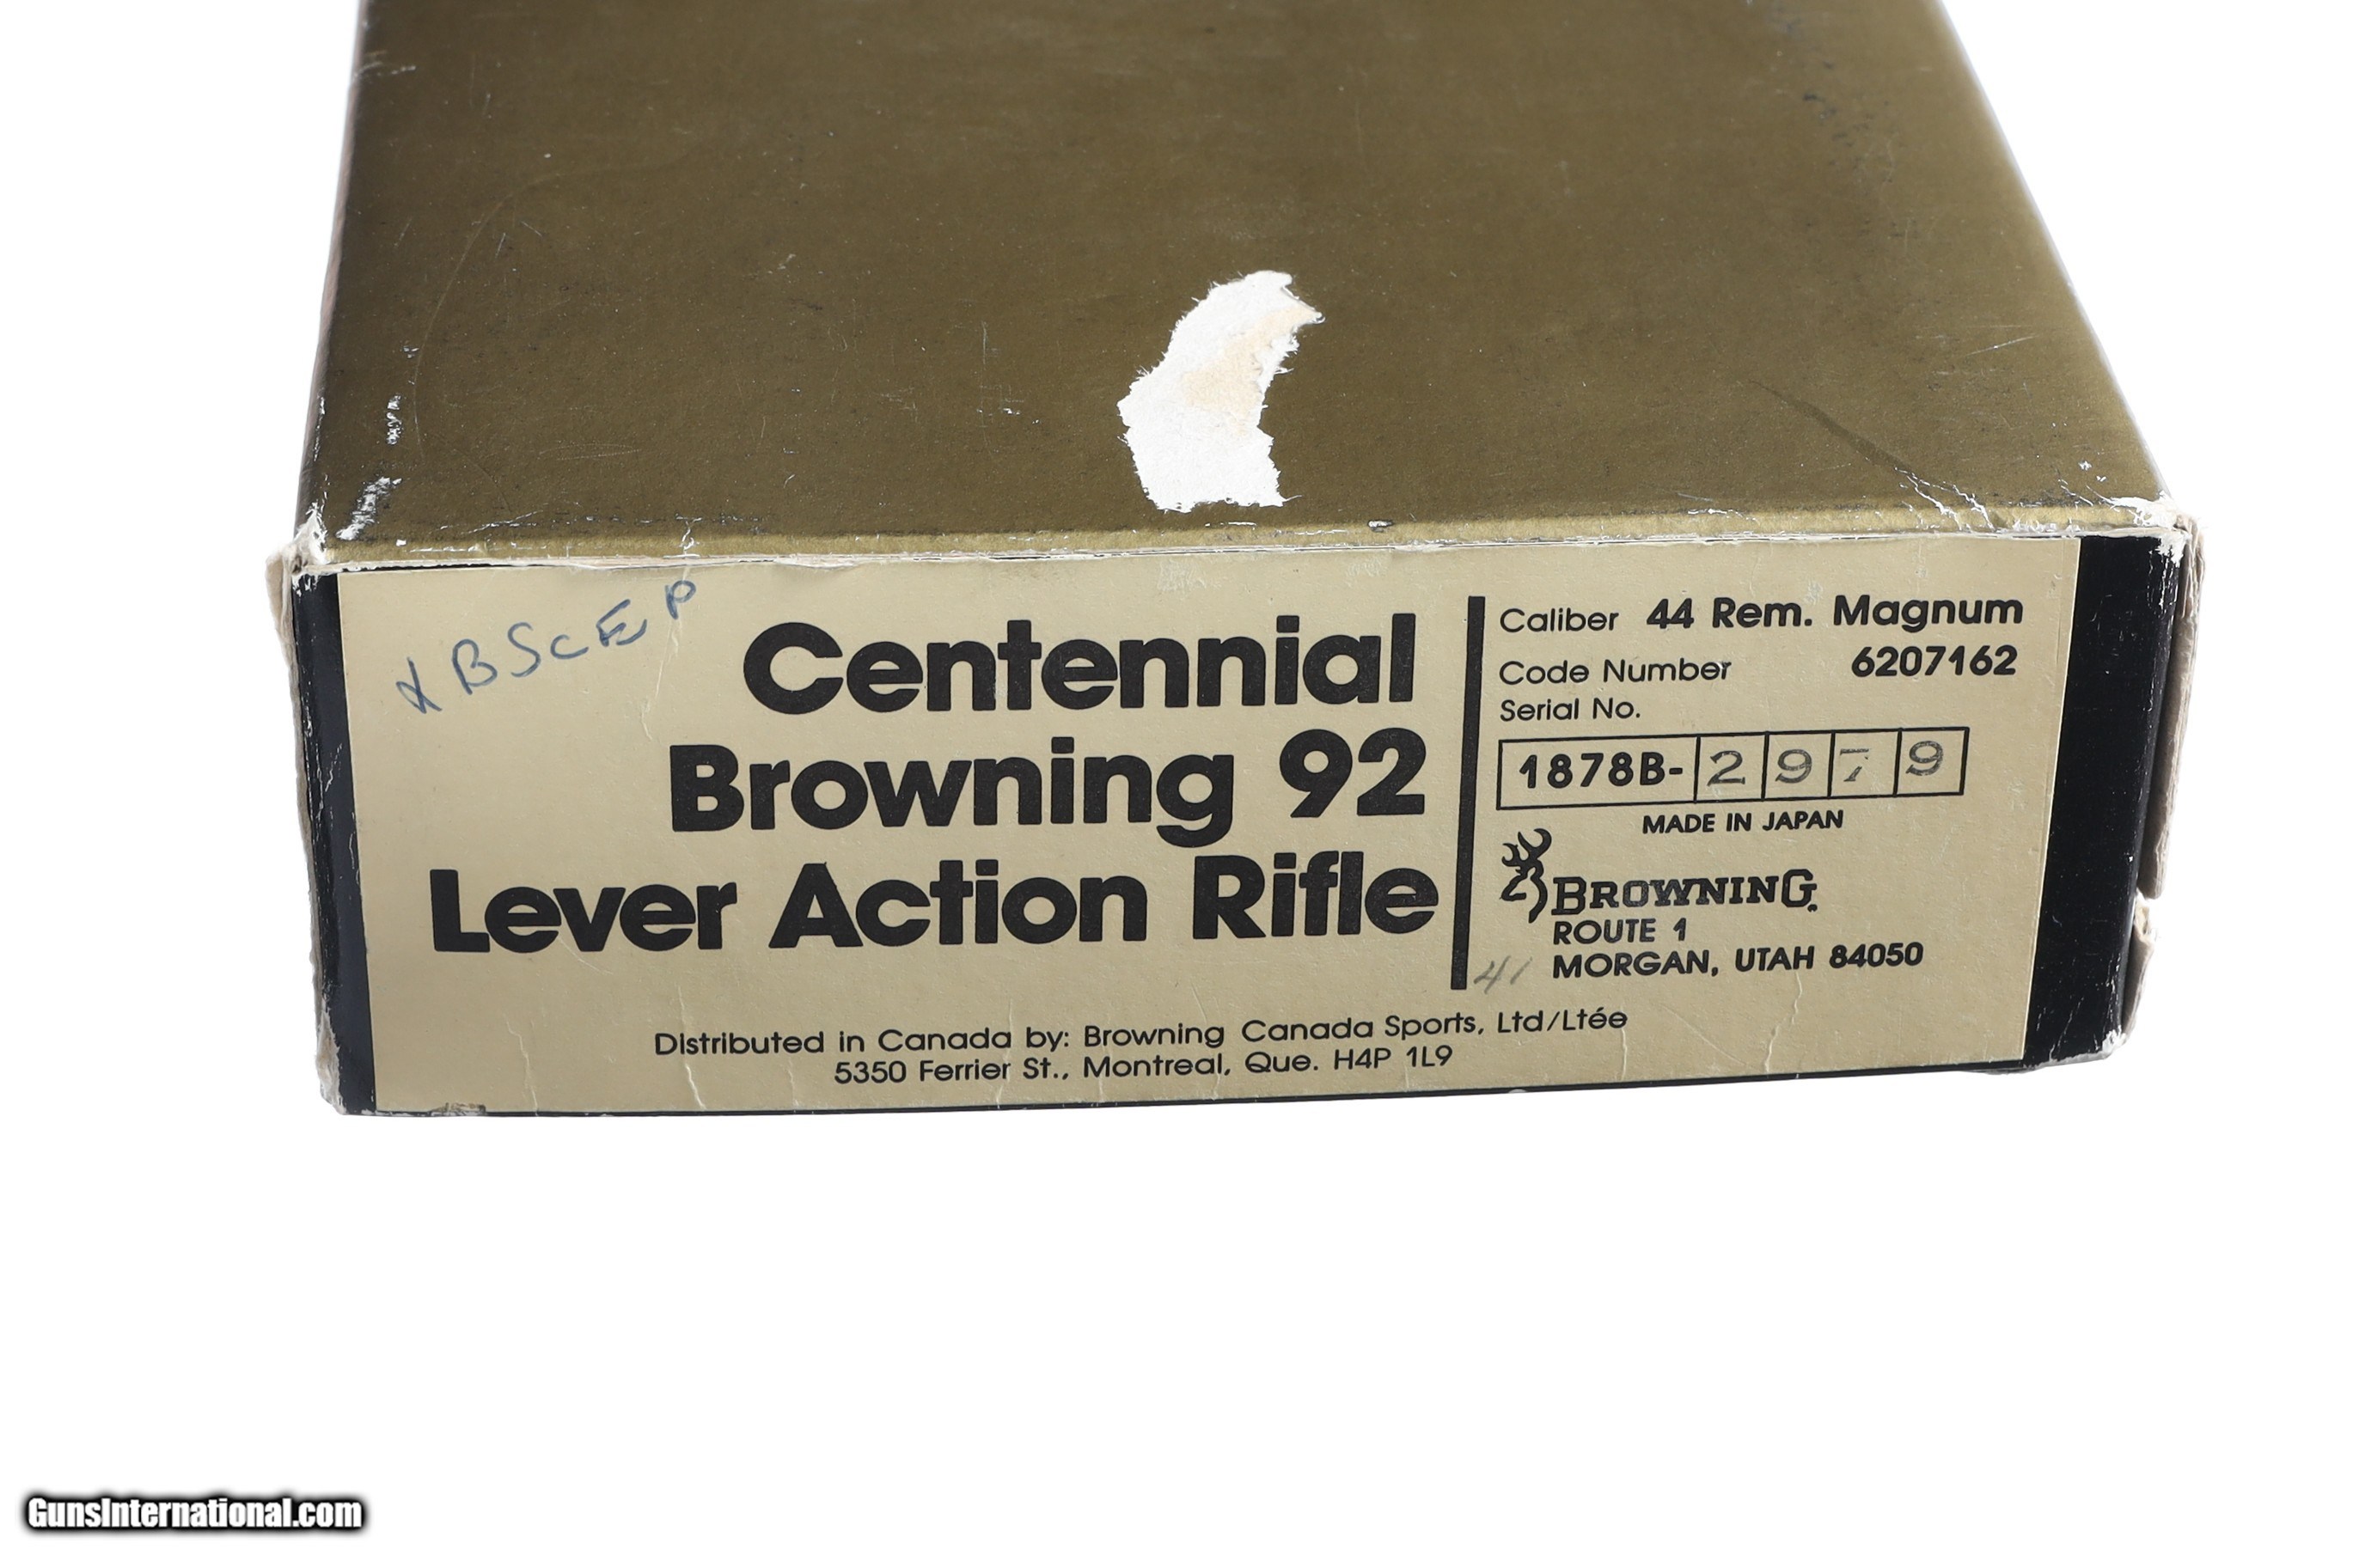 Centennial
Browning 92
Lever Action Rifle
Caliber 44 Rem. Magnum
Code Number 6207162
Serial No.
1878B-2979
MADE IN JAPAN
BROWNING
ROUTE 1
MORGAN, UTAH 84050
41
Distributed in Canada by: Browning Canada Sports, Ltd/Ltée
5350 Ferrier St., Montreal, Que. H4P 1L9
GunsInternational.com